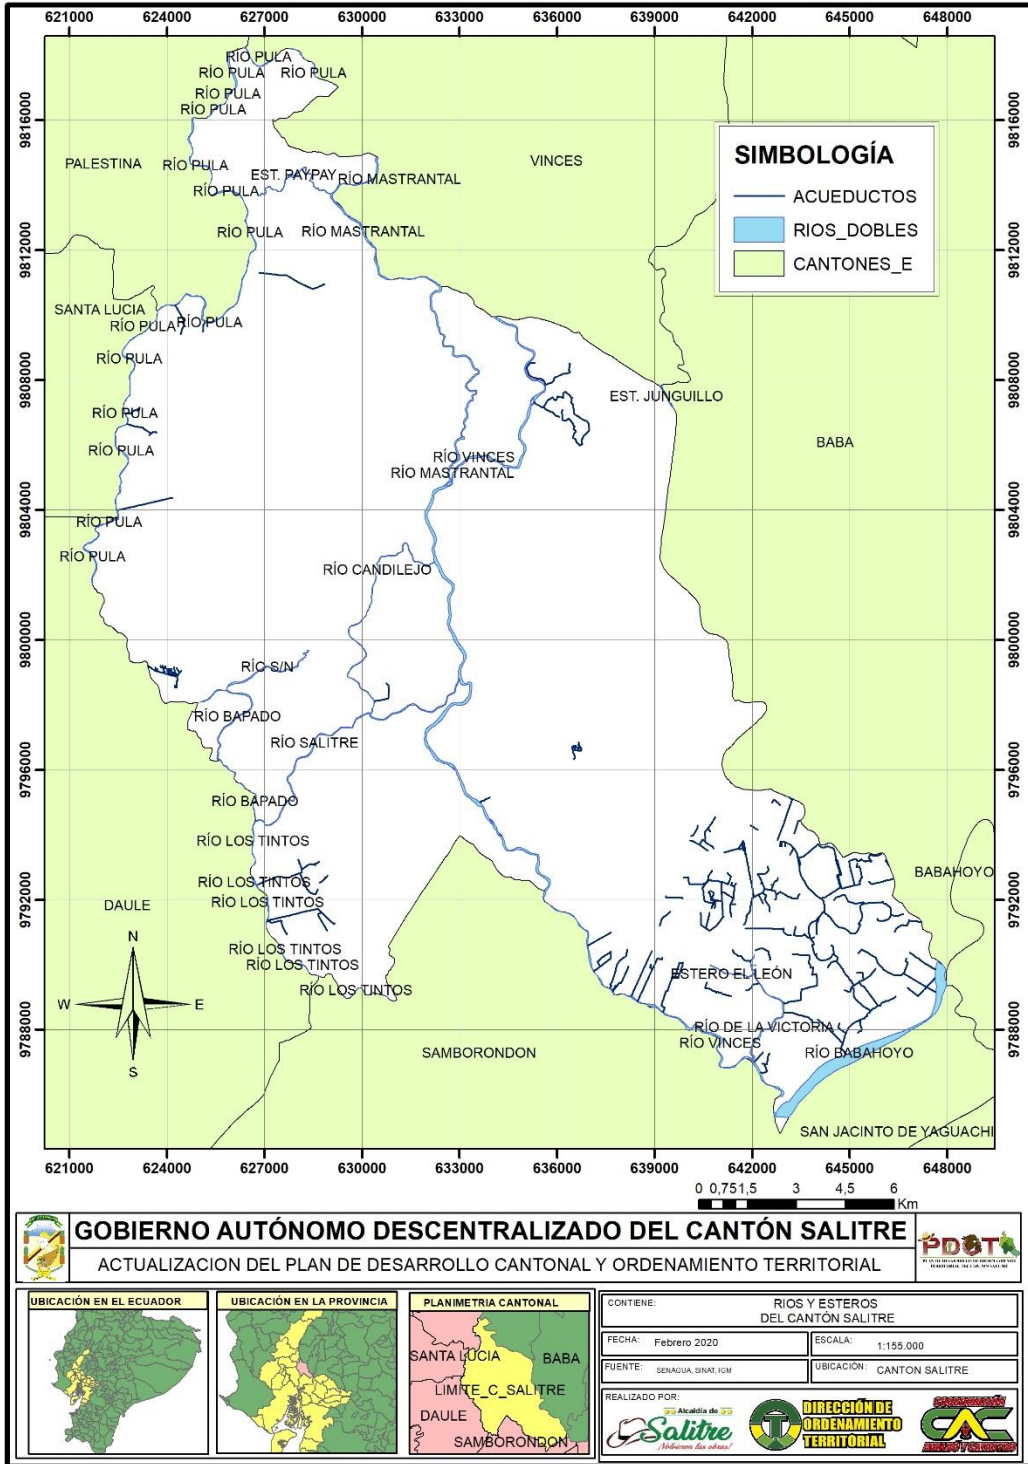 621000 624000 627000 630000 633000 636000 639000 642000 645000 648000
9816000
9812000
9808000
9804000
9800000
9796000
9792000
9788000
RÍO PULA
RÍO PULA RÍO PULA
RÍO PULA
RÍO PULA
PALESTINA
RÍO PULA
EST. PAYPAY
RÍO MASTRANTAL
VINCES
RÍO PULA
RÍO PULA
RÍO MASTRANTAL
SIMBOLOGÍA
ACUEDUCTOS
RIOS_DOBLES
CANTONES_E
SANTA LUCIA
RÍO PULA
RÍO PULA
RÍO PULA
EST. JUNGUILLO
RÍO PULA
BABA
RÍO PULA
RÍO VINCES
RÍO MASTRANTAL
RÍO PULA
RÍO PULA
RÍO CANDILEJO
RÍO S/N
RÍO BAPADO
RÍO SALITRE
RÍO BAPADO
RÍO LOS TINTOS
BABAHOYO
RÍO LOS TINTOS
RÍO LOS TINTOS
DAULE
RÍO LOS TINTOS
RÍO LOS TINTOS
RÍO LOS TINTOS
ESTERO EL LEÓN
RÍO DE LA VICTORIA
RÍO VINCES
RÍO BABAHOYO
SAMBORONDON
SAN JACINTO DE YAGUACHI
N
W E
S
9816000
9812000
9808000
9804000
9800000
9796000
9792000
9788000
621000 624000 627000 630000 633000 636000 639000 642000 645000 648000
0 0,75 1,5 3 4,5 6
Km
GOBIERNO AUTÓNOMO DESCENTRALIZADO DEL CANTÓN SALITRE
ACTUALIZACION DEL PLAN DE DESARROLLO CANTONAL Y ORDENAMIENTO TERRITORIAL
PDOT
UBICACIÓN EN EL ECUADOR
UBICACIÓN EN LA PROVINCIA
PLANIMETRIA CANTONAL
SANTA LUCIA
BABA
LIMITE_C_SALITRE
DAULE
SAMBORONDON
CONTIENE: RIOS Y ESTEROS
DEL CANTÓN SALITRE
FECHA: Febrero 2020
ESCALA: 1:155.000
FUENTE: SENAGUA, SINAT, IGM
UBICACIÓN: CANTON SALITRE
REALIZADO POR:
Alcaldía de
Salitre
DIRECCIÓN DE
ORDENAMIENTO
TERRITORIAL